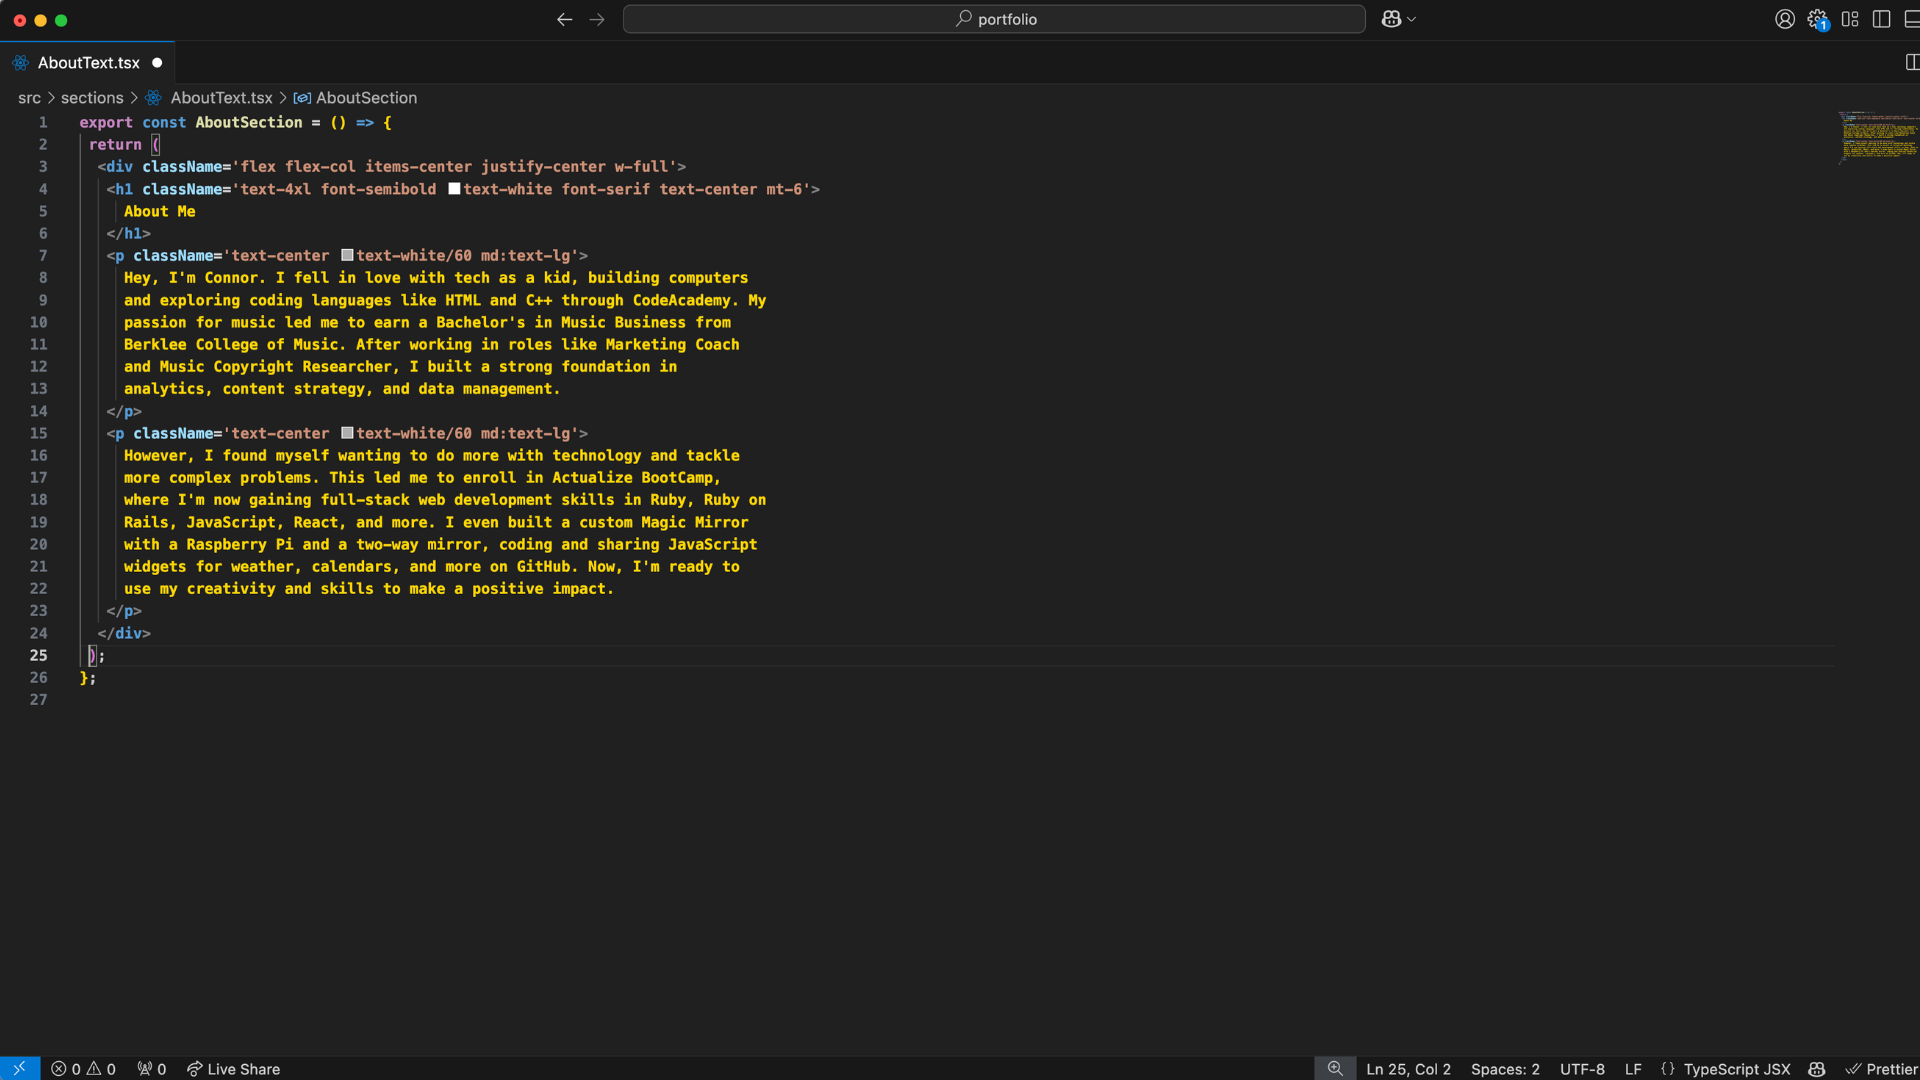 portfolio
1
AboutText.tsx
src > sections > AboutText.tsx > AboutSection
1 export const AboutSection = () => {
2 return (
3 <div className='flex flex-col items-center justify-center w-full'>
4 <h1 className='text-4xl font-semibold text-white font-serif text-center mt-6'>
5 About Me
6 </h1>
7 <p className='text-center text-white/60 md:text-lg'>
8 Hey, I'm Connor. I fell in love with tech as a kid, building computers
9 and exploring coding languages like HTML and C++ through CodeAcademy. My
10 passion for music led me to earn a Bachelor's in Music Business from
11 Berklee College of Music. After working in roles like Marketing Coach
12 and Music Copyright Researcher, I built a strong foundation in
13 analytics, content strategy, and data management.
14 </p>
15 <p className='text-center text-white/60 md:text-lg'>
16 However, I found myself wanting to do more with technology and tackle
17 more complex problems. This led me to enroll in Actualize BootCamp,
18 where I'm now gaining full-stack web development skills in Ruby, Ruby on
19 Rails, JavaScript, React, and more. I even built a custom Magic Mirror
20 with a Raspberry Pi and a two-way mirror, coding and sharing JavaScript
21 widgets for weather, calendars, and more on GitHub. Now, I'm ready to
22 use my creativity and skills to make a positive impact.
23 </p>
24 </div>
25 );
26 };
27
0 0 0 Live Share Ln 25, Col 2 Spaces: 2 UTF-8 LF {} TypeScript JSX Prettier